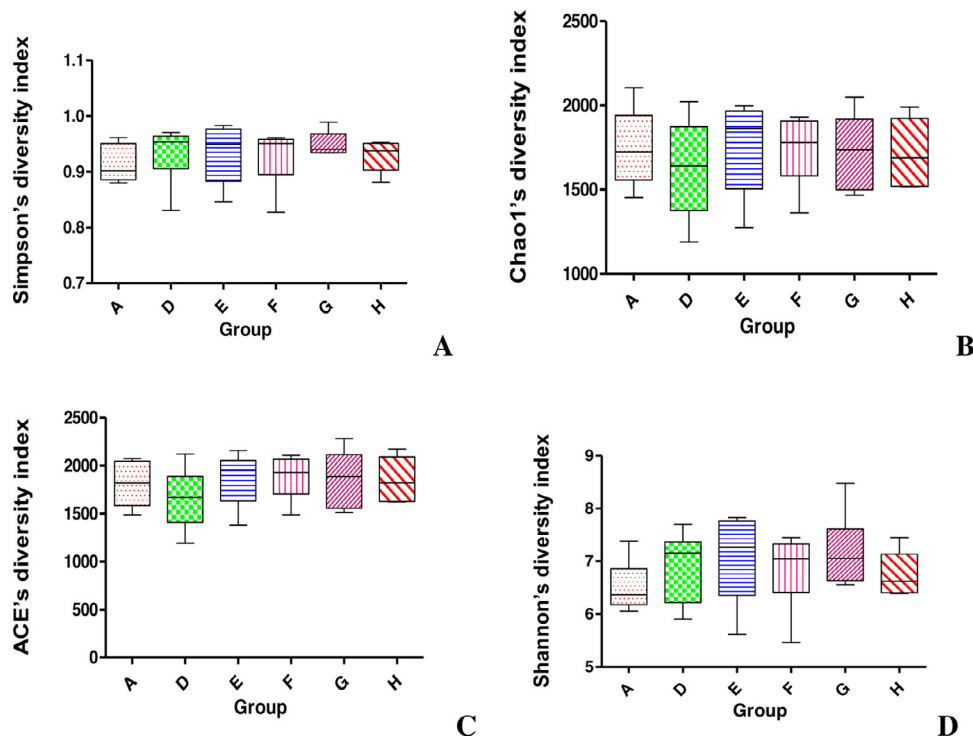 Simpson's diversity index
1.1
1.0
0.9
0.8
0.7
A D E F G H
Group
A
Chao1's diversity index
2000
1500
1000
2500
A D E F G H
Group
B
ACE's diversity index
2500
2000
1500
1000
500
0
A D E F G H
Group
C
Shannon's diversity index
9
8
7
6
5
A D E F G H
Group
D